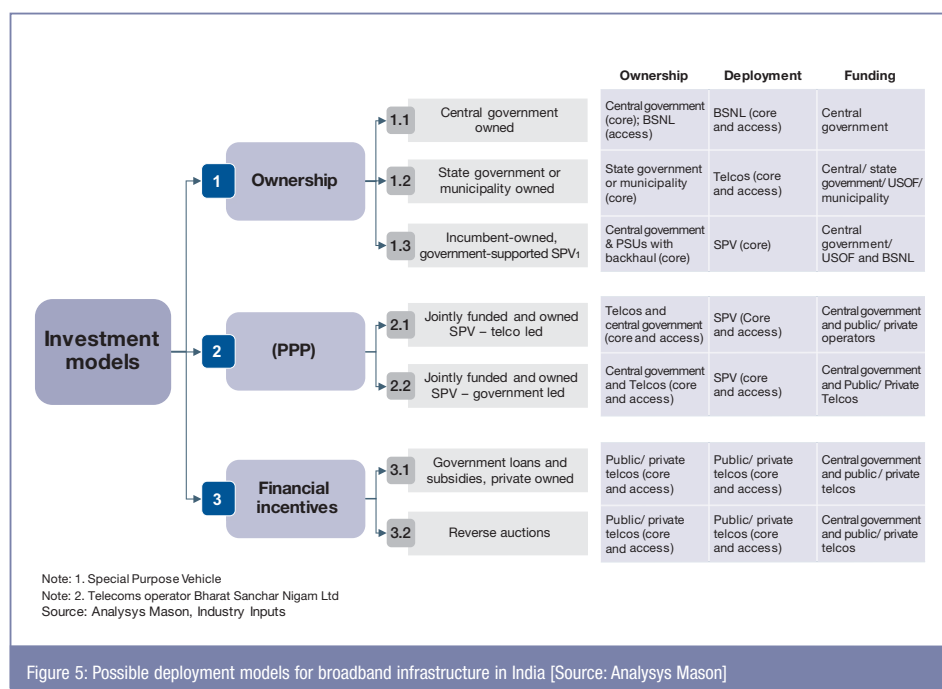 Ownership Deployment Funding
1.1
Central government
owned
Central government
(core); BSNL
(access)
BSNL (core
and access)
Central
government
1
Ownership
1.2
State government or
municipality owned
State government
or municipality
(core)
Telcos (core
and access)
Central/ state
government/ USOF/
municipality
1.3
Incumbent-owned,
government-supported SPV1
Central government
& PSUs with
backhaul (core)
SPV (core)
Central
government/
USOF and BSNL
Investment
models
2
(PPP)
2.1
Jointly funded and owned
SPV – telco led
Telcos and
central government
(core and access)
SPV (Core
and access)
Central government
and public/ private
operators
2.2
Jointly funded and owned
SPV – government led
Central government
and Telcos (core
and access)
SPV (core
and access)
Central government
and Public/ Private
Telcos
3
Financial
incentives
3.1
Government loans and
subsidies, private owned
Public/ private
telcos (core
and access)
Public/ private
telcos (core
and access)
Central government
and public/ private
telcos
3.2
Reverse auctions
Public/ private
telcos (core
and access)
Public/ private
telcos (core
and access)
Central government
and public/ private
telcos
Note: 1. Special Purpose Vehicle
Note: 2. Telecoms operator Bharat Sanchar Nigam Ltd
Source: Analysys Mason, Industry Inputs
Figure 5: Possible deployment models for broadband infrastructure in India [Source: Analysys Mason]